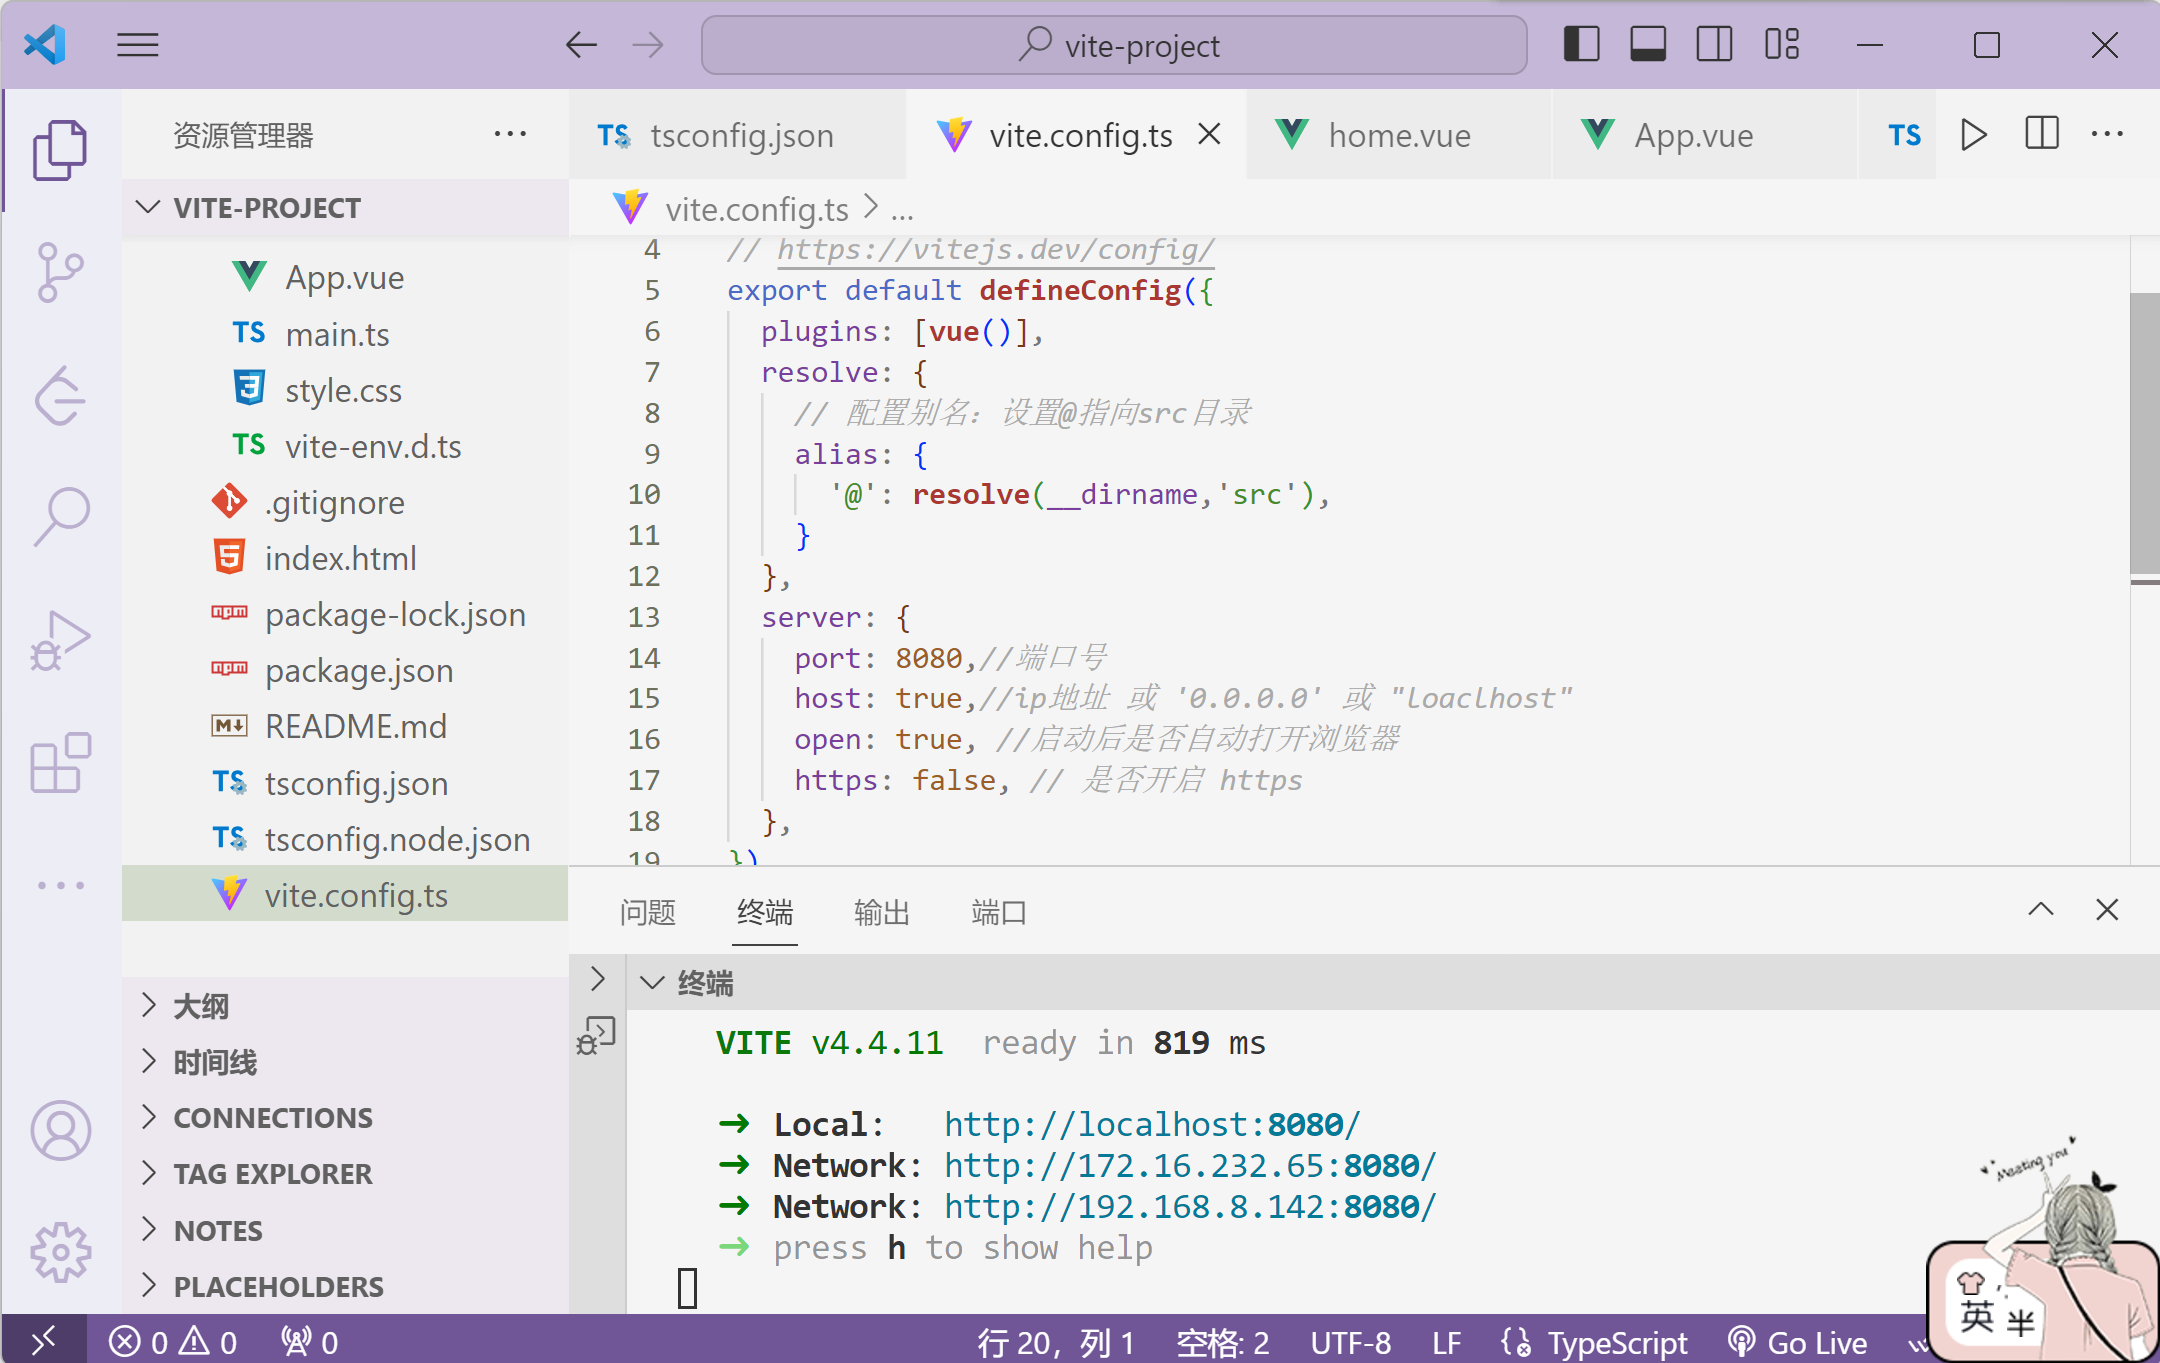 vite-project
资源管理器
tsconfig.json
vite.config.ts
home.vue
App.vue
TS
VITE-PROJECT
App.vue
TS main.ts
style.css
TS vite-env.d.ts
.gitignore
index.html
package-lock.json
package.json
README.md
TS tsconfig.json
TS tsconfig.node.json
vite.config.ts
大纲
时间线
CONNECTIONS
TAG EXPLORER
NOTES
PLACEHOLDERS
vite.config.ts > ...
4 // https://vitejs.dev/config/
5 export default defineConfig({
6 plugins: [vue()],
7 resolve: {
8 // 配置别名：设置@指向src目录
9 alias: {
10 '@': resolve(__dirname,'src'),
11 }
12 },
13 server: {
14 port: 8080,//端口号
15 host: true,//ip地址 或 '0.0.0.0' 或 "loaclhost"
16 open: true, //启动后是否自动打开浏览器
17 https: false, // 是否开启 https
18 },
19 })
问题 终端 输出 端口
终端
VITE v4.4.11 ready in 819 ms
➜ Local: http://localhost:8080/
➜ Network: http://172.16.232.65:8080/
➜ Network: http://192.168.8.142:8080/
➜ press h to show help
Meeting you
英 半
0 0 0
行 20，列 1 空格: 2 UTF-8 LF TypeScript Go Live